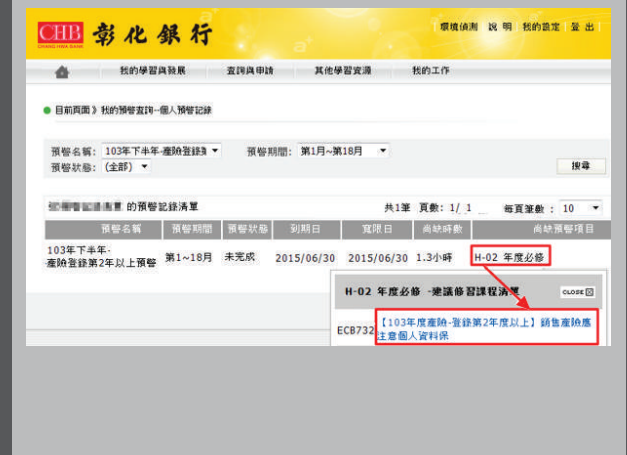 CHB 彰化銀行
CHANG HWA BANK
環境偵測 說明 我的設定 登出
我的學習與發展 查詢與申請 其他學習資源 我的工作
目前頁面》我的預警查詢--個人預警記錄
預警名稱: 103年下半年-產險登錄 預警期間: 第1月~第18月
預警狀態: (全部) 搜尋
的預警記錄清單 共1筆 頁數: 1/ 1 每頁筆數 : 10
預警名稱 預警期間 預警狀態 到期日 寬限日 尚缺時數 尚缺預警項目
103年下半年-
產險登錄第2年以上預警 第1~18月 未完成 2015/06/30 2015/06/30 1.3小時 H-02 年度必修
H-02 年度必修 -建議修習課程清單 CLOSE
【103年度產險-登錄第2年度以上】銷售產險應
ECB732
注意個人資料保